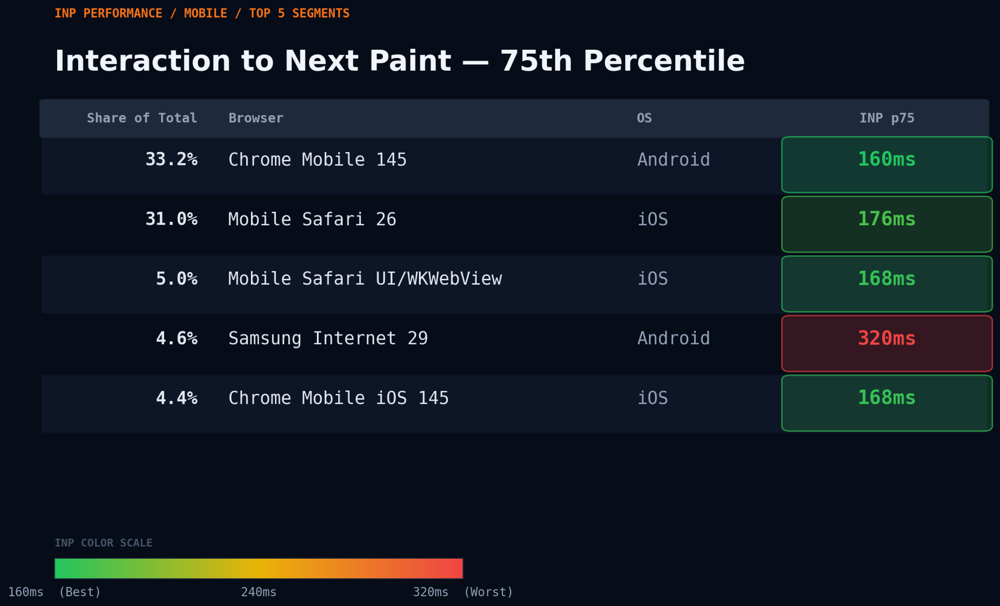 INP PERFORMANCE / MOBILE / TOP 5 SEGMENTS
Interaction to Next Paint — 75th Percentile
Share of Total Browser OS INP p75
33.2% Chrome Mobile 145 Android 160ms
31.0% Mobile Safari 26 iOS 176ms
5.0% Mobile Safari UI/WKWebView iOS 168ms
4.6% Samsung Internet 29 Android 320ms
4.4% Chrome Mobile iOS 145 iOS 168ms
INP COLOR SCALE
160ms (Best) 240ms 320ms (Worst)